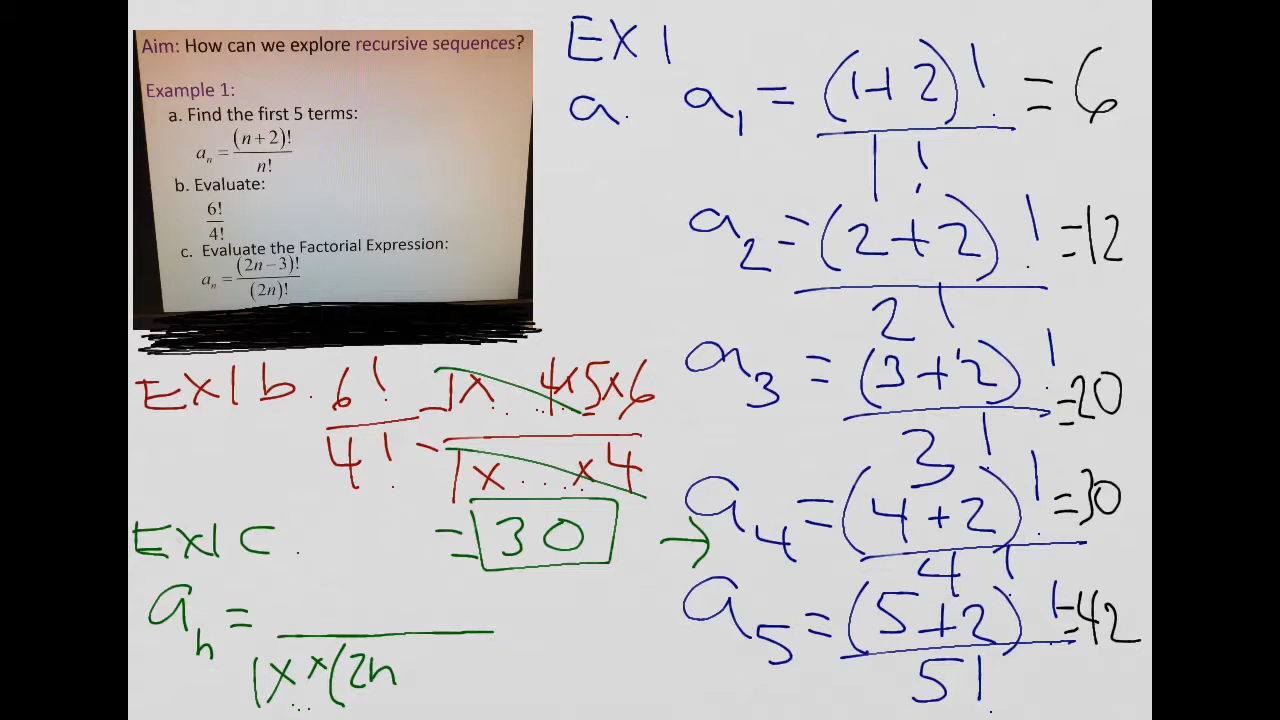 Aim: How can we explore recursive sequences?
Example 1:
a. Find the first 5 terms:
a_n = (n+2)! / n!
b. Evaluate:
6! / 4!
c. Evaluate the Factorial Expression:
a_n = (2n−3)! / (2n)!
EX 1
a. a_1 = (1+2)! / 1! = 6
a_2 = (2+2)! / 2! = 12
a_3 = (3+2)! / 3! = 20
a_4 = (4+2)! / 4! = 30
a_5 = (5+2)! / 5! = 42
EX 1 b. 6! / 4! = 1x....4x5x6 / 1x....x4
= 30
EX 1 C.
a_n = / 1x...x(2n